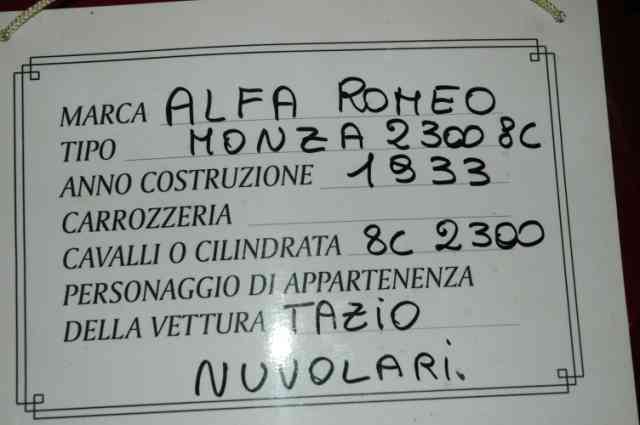 MARCA ALFA ROMEO
TIPO MONZA 2300 8C
ANNO COSTRUZIONE 1933
CARROZZERIA
CAVALLI O CILINDRATA 8C 2300
PERSONAGGIO DI APPARTENENZA
DELLA VETTURA TAZiO
NUVOLARi.